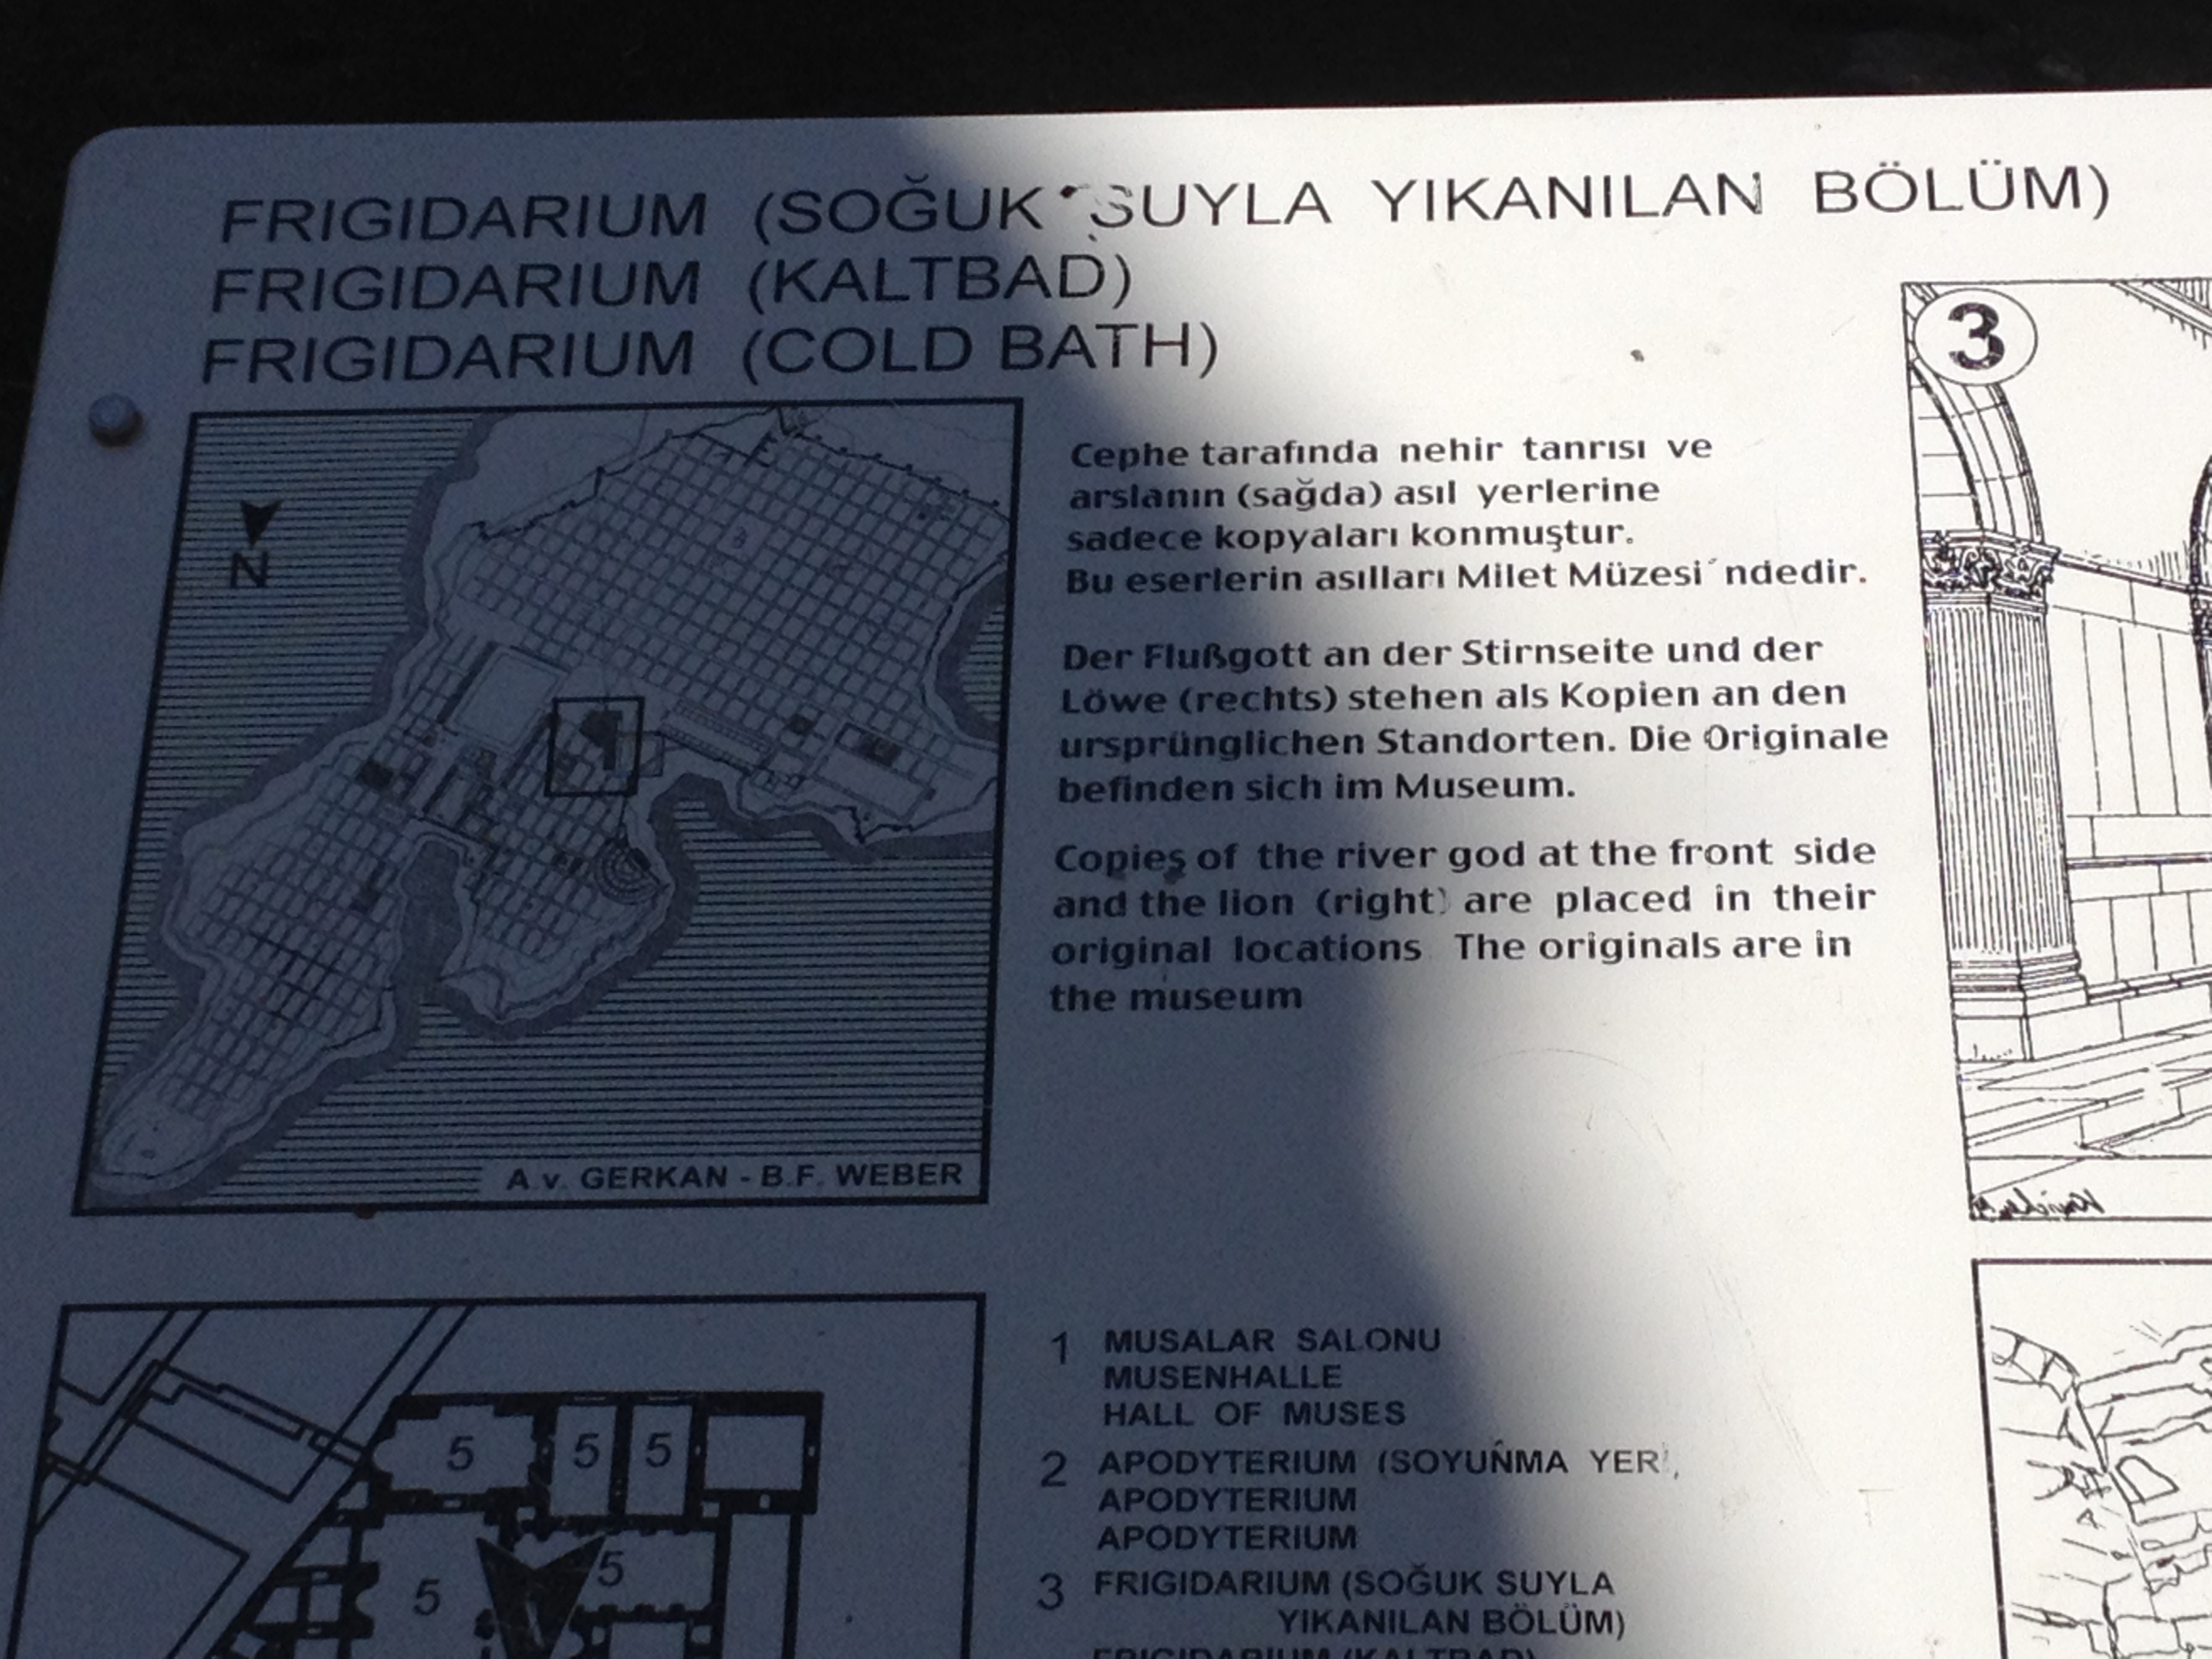 FRIGIDARIUM (SOĞUK SUYLA YIKANILAN BÖLÜM)
FRIGIDARIUM (KALTBAD)
FRIGIDARIUM (COLD BATH)
N
A.v. GERKAN - B.F. WEBER
Cephe tarafında nehir tanrısı ve
arslanın (sağda) asıl yerlerine
sadece kopyaları konmuştur.
Bu eserlerin asılları Milet Müzesi´ndedir.
Der Flußgott an der Stirnseite und der
Löwe (rechts) stehen als Kopien an den
ursprünglichen Standorten. Die Originale
befinden sich im Museum.
Copies of the river god at the front side
and the lion (right) are placed in their
original locations The originals are in
the museum
3
5 5 5
5 5
1 MUSALAR SALONU
MUSENHALLE
HALL OF MUSES
2 APODYTERIUM (SOYUNMA YER
APODYTERIUM
APODYTERIUM
3 FRIGIDARIUM (SOĞUK SUYLA
YIKANILAN BÖLÜM)
FRIGIDARIUM (KALTBAD)